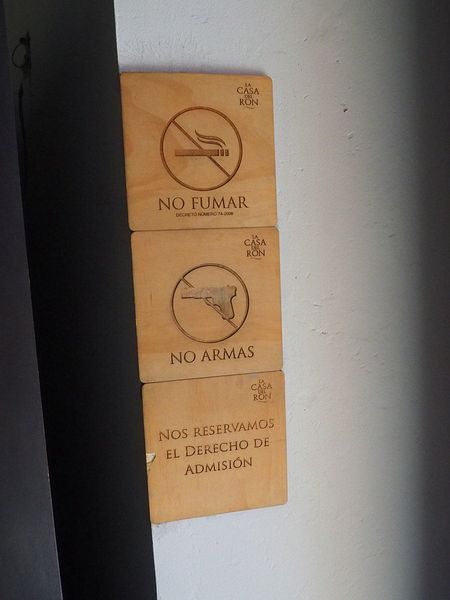 LA
CASA
DEL
RON
NO FUMAR
DECRETO NÚMERO 74-2008
LA
CASA
DEL
RON
NO ARMAS
LA
CASA
DEL
RON
NOS RESERVAMOS
EL DERECHO DE
ADMISIÓN